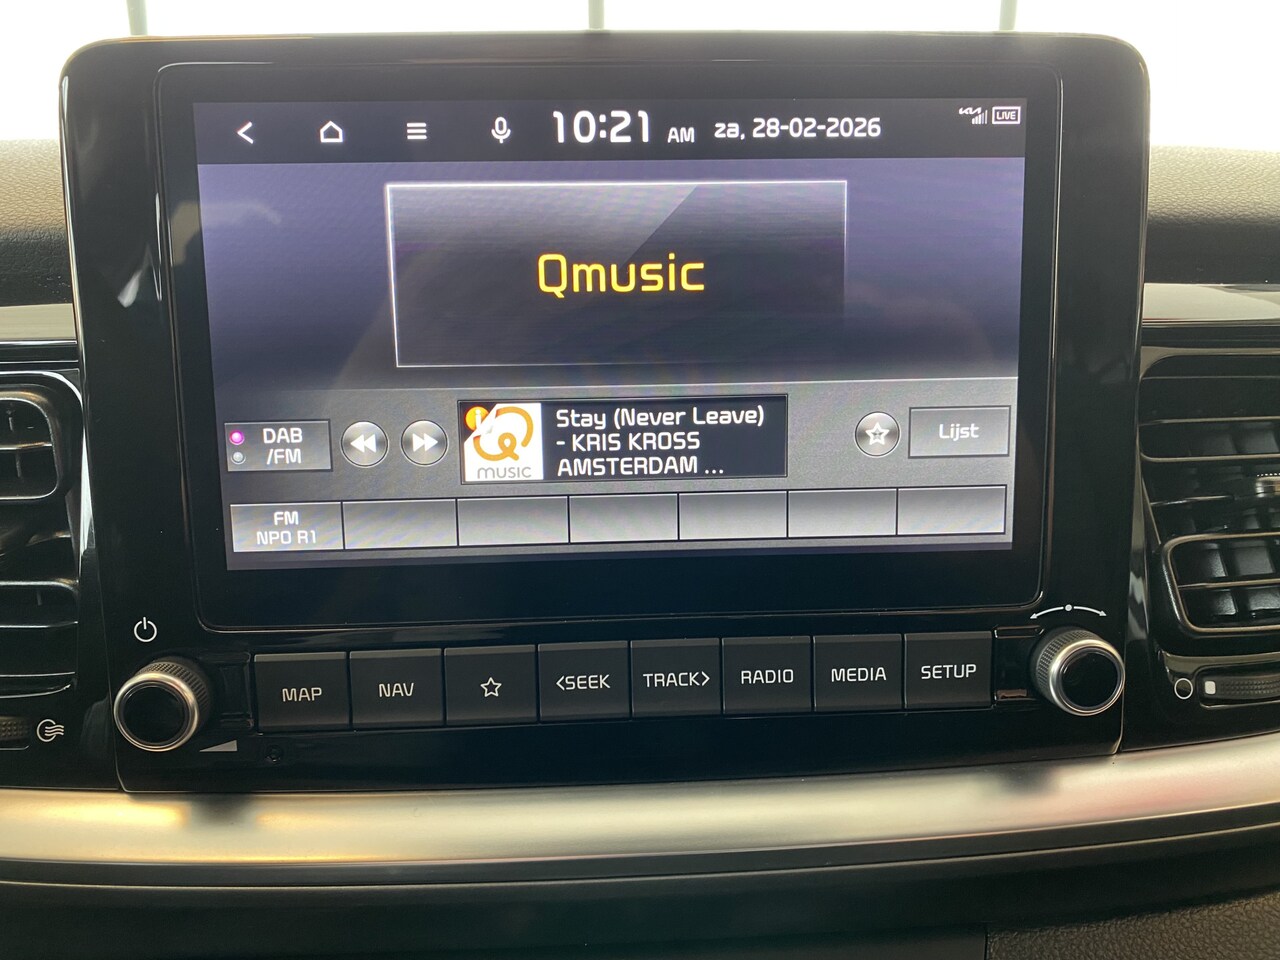 10:21 AM za, 28-02-2026
LIVE
Qmusic
DAB
/FM
Q
music
Stay (Never Leave)
- KRIS KROSS
AMSTERDAM ...
Lijst
FM
NPO R1
MAP NAV <SEEK TRACK> RADIO MEDIA SETUP